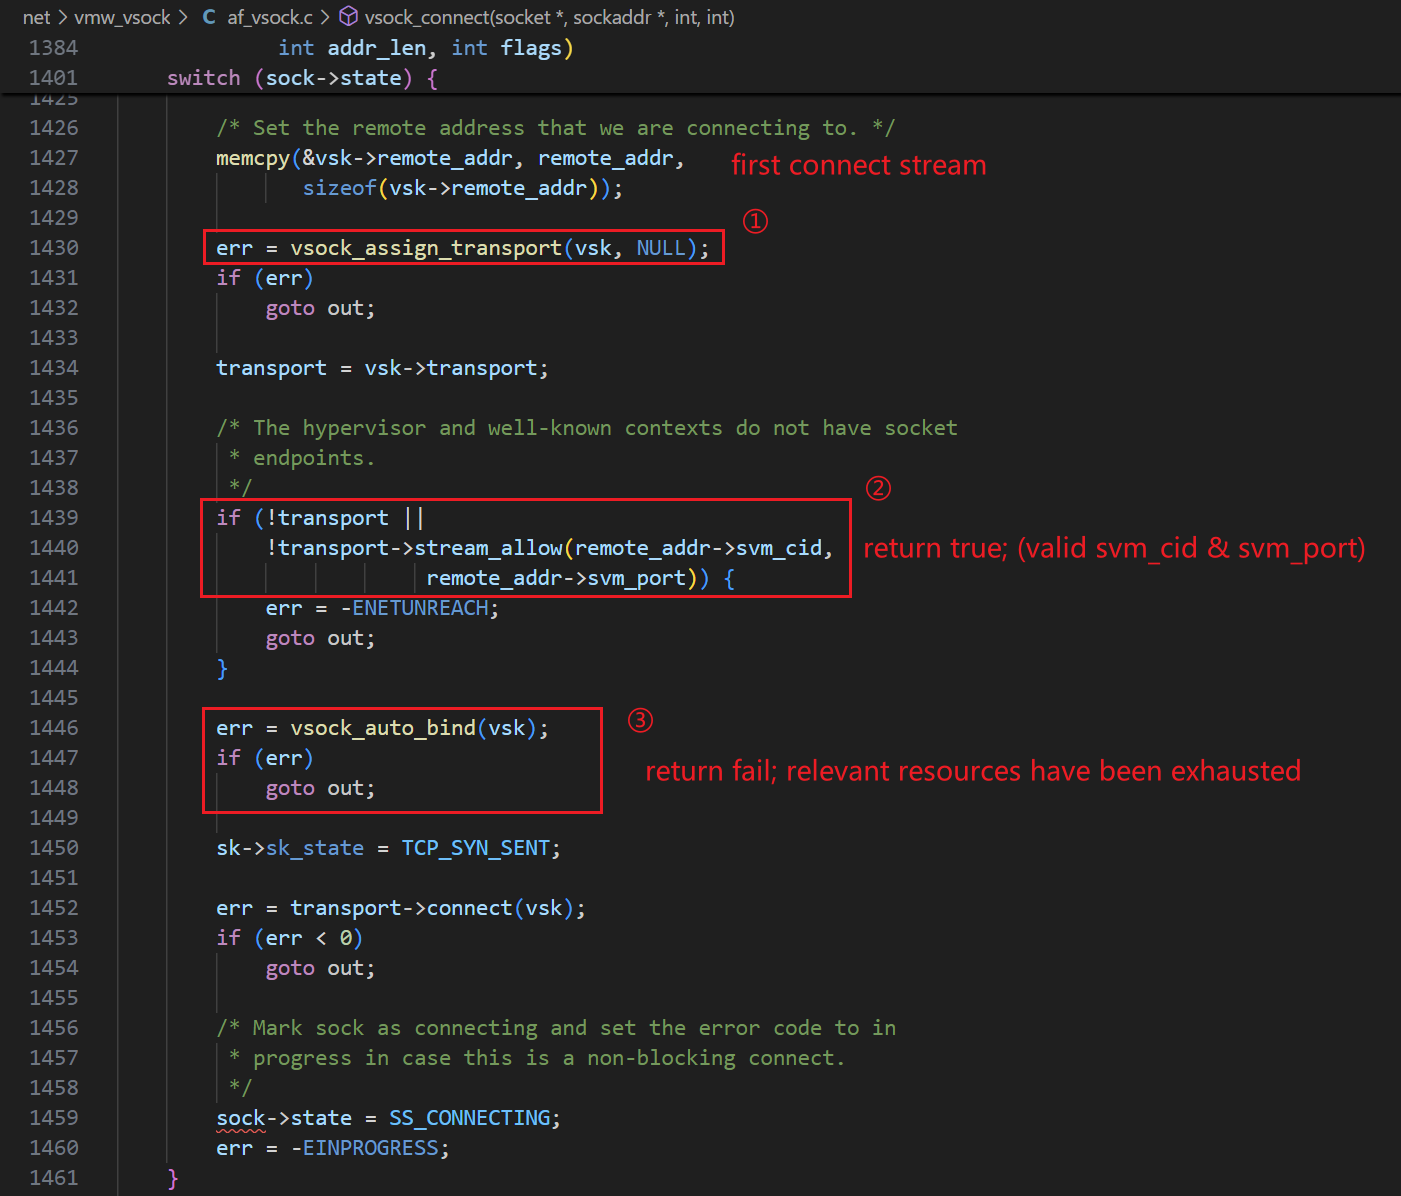 net > vmw_vsock > C af_vsock.c > vsock_connect(socket *, sockaddr *, int, int)
1384 int addr_len, int flags)
1401 switch (sock->state) {
1425
1426 /* Set the remote address that we are connecting to. */
1427 memcpy(&vsk->remote_addr, remote_addr,
first connect stream
1428 sizeof(vsk->remote_addr));
1429
①
1430 err = vsock_assign_transport(vsk, NULL);
1431 if (err)
1432 goto out;
1433
1434 transport = vsk->transport;
1435
1436 /* The hypervisor and well-known contexts do not have socket
1437 * endpoints.
1438 */
②
1439 if (!transport ||
1440 !transport->stream_allow(remote_addr->svm_cid,
return true; (valid svm_cid & svm_port)
1441 remote_addr->svm_port)) {
1442 err = -ENETUNREACH;
1443 goto out;
1444 }
1445
③
1446 err = vsock_auto_bind(vsk);
1447 if (err)
return fail; relevant resources have been exhausted
1448 goto out;
1449
1450 sk->sk_state = TCP_SYN_SENT;
1451
1452 err = transport->connect(vsk);
1453 if (err < 0)
1454 goto out;
1455
1456 /* Mark sock as connecting and set the error code to in
1457 * progress in case this is a non-blocking connect.
1458 */
1459 sock->state = SS_CONNECTING;
1460 err = -EINPROGRESS;
1461 }